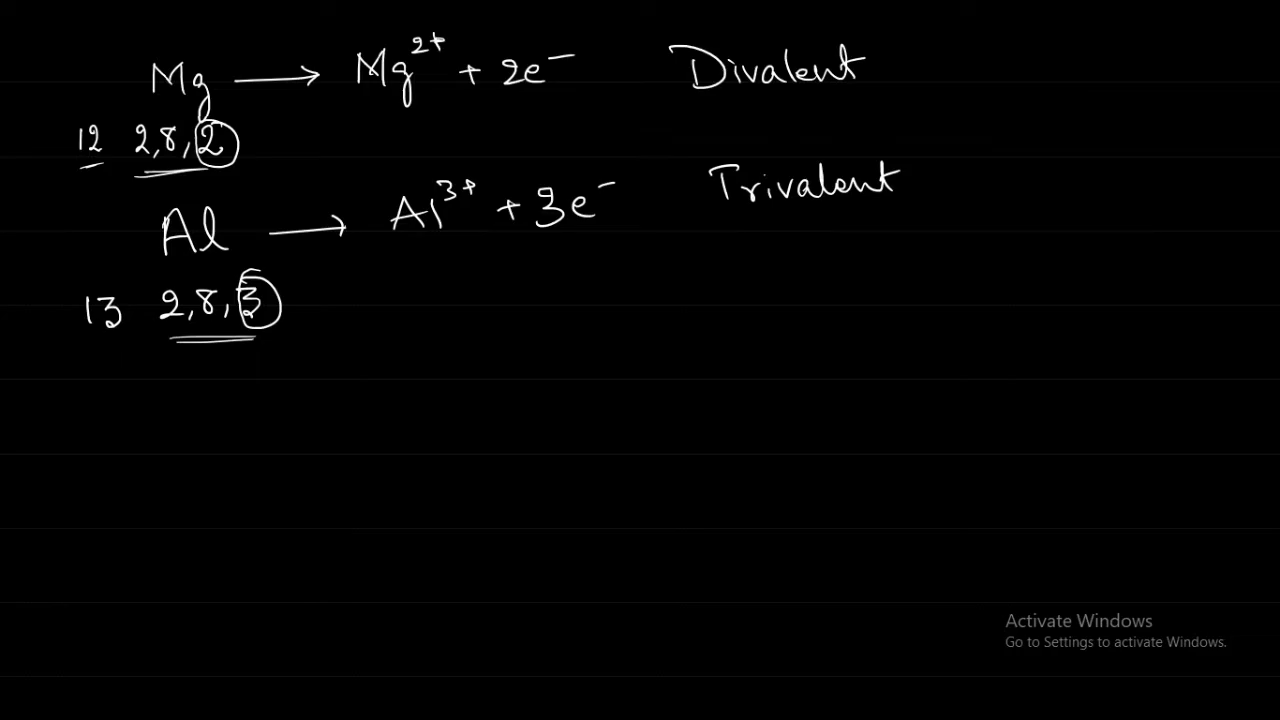 Mg ⟶ Mg²⁺ + 2e⁻ Divalent
12 2,8,2
Al ⟶ Al³⁺ + 3e⁻ Trivalent
13 2,8,3
Activate Windows
Go to Settings to activate Windows.